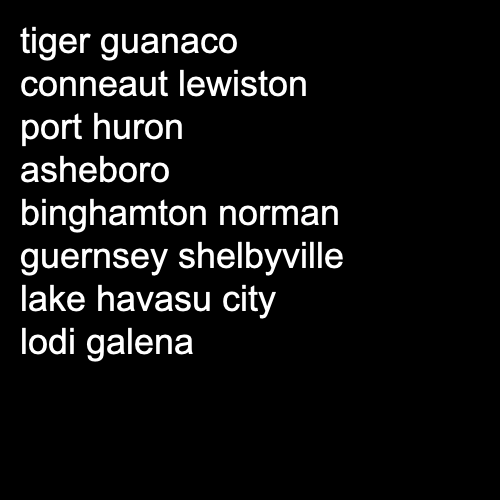 tiger guanaco
conneaut lewiston
port huron
asheboro
binghamton norman
guernsey shelbyville
lake havasu city
lodi galena